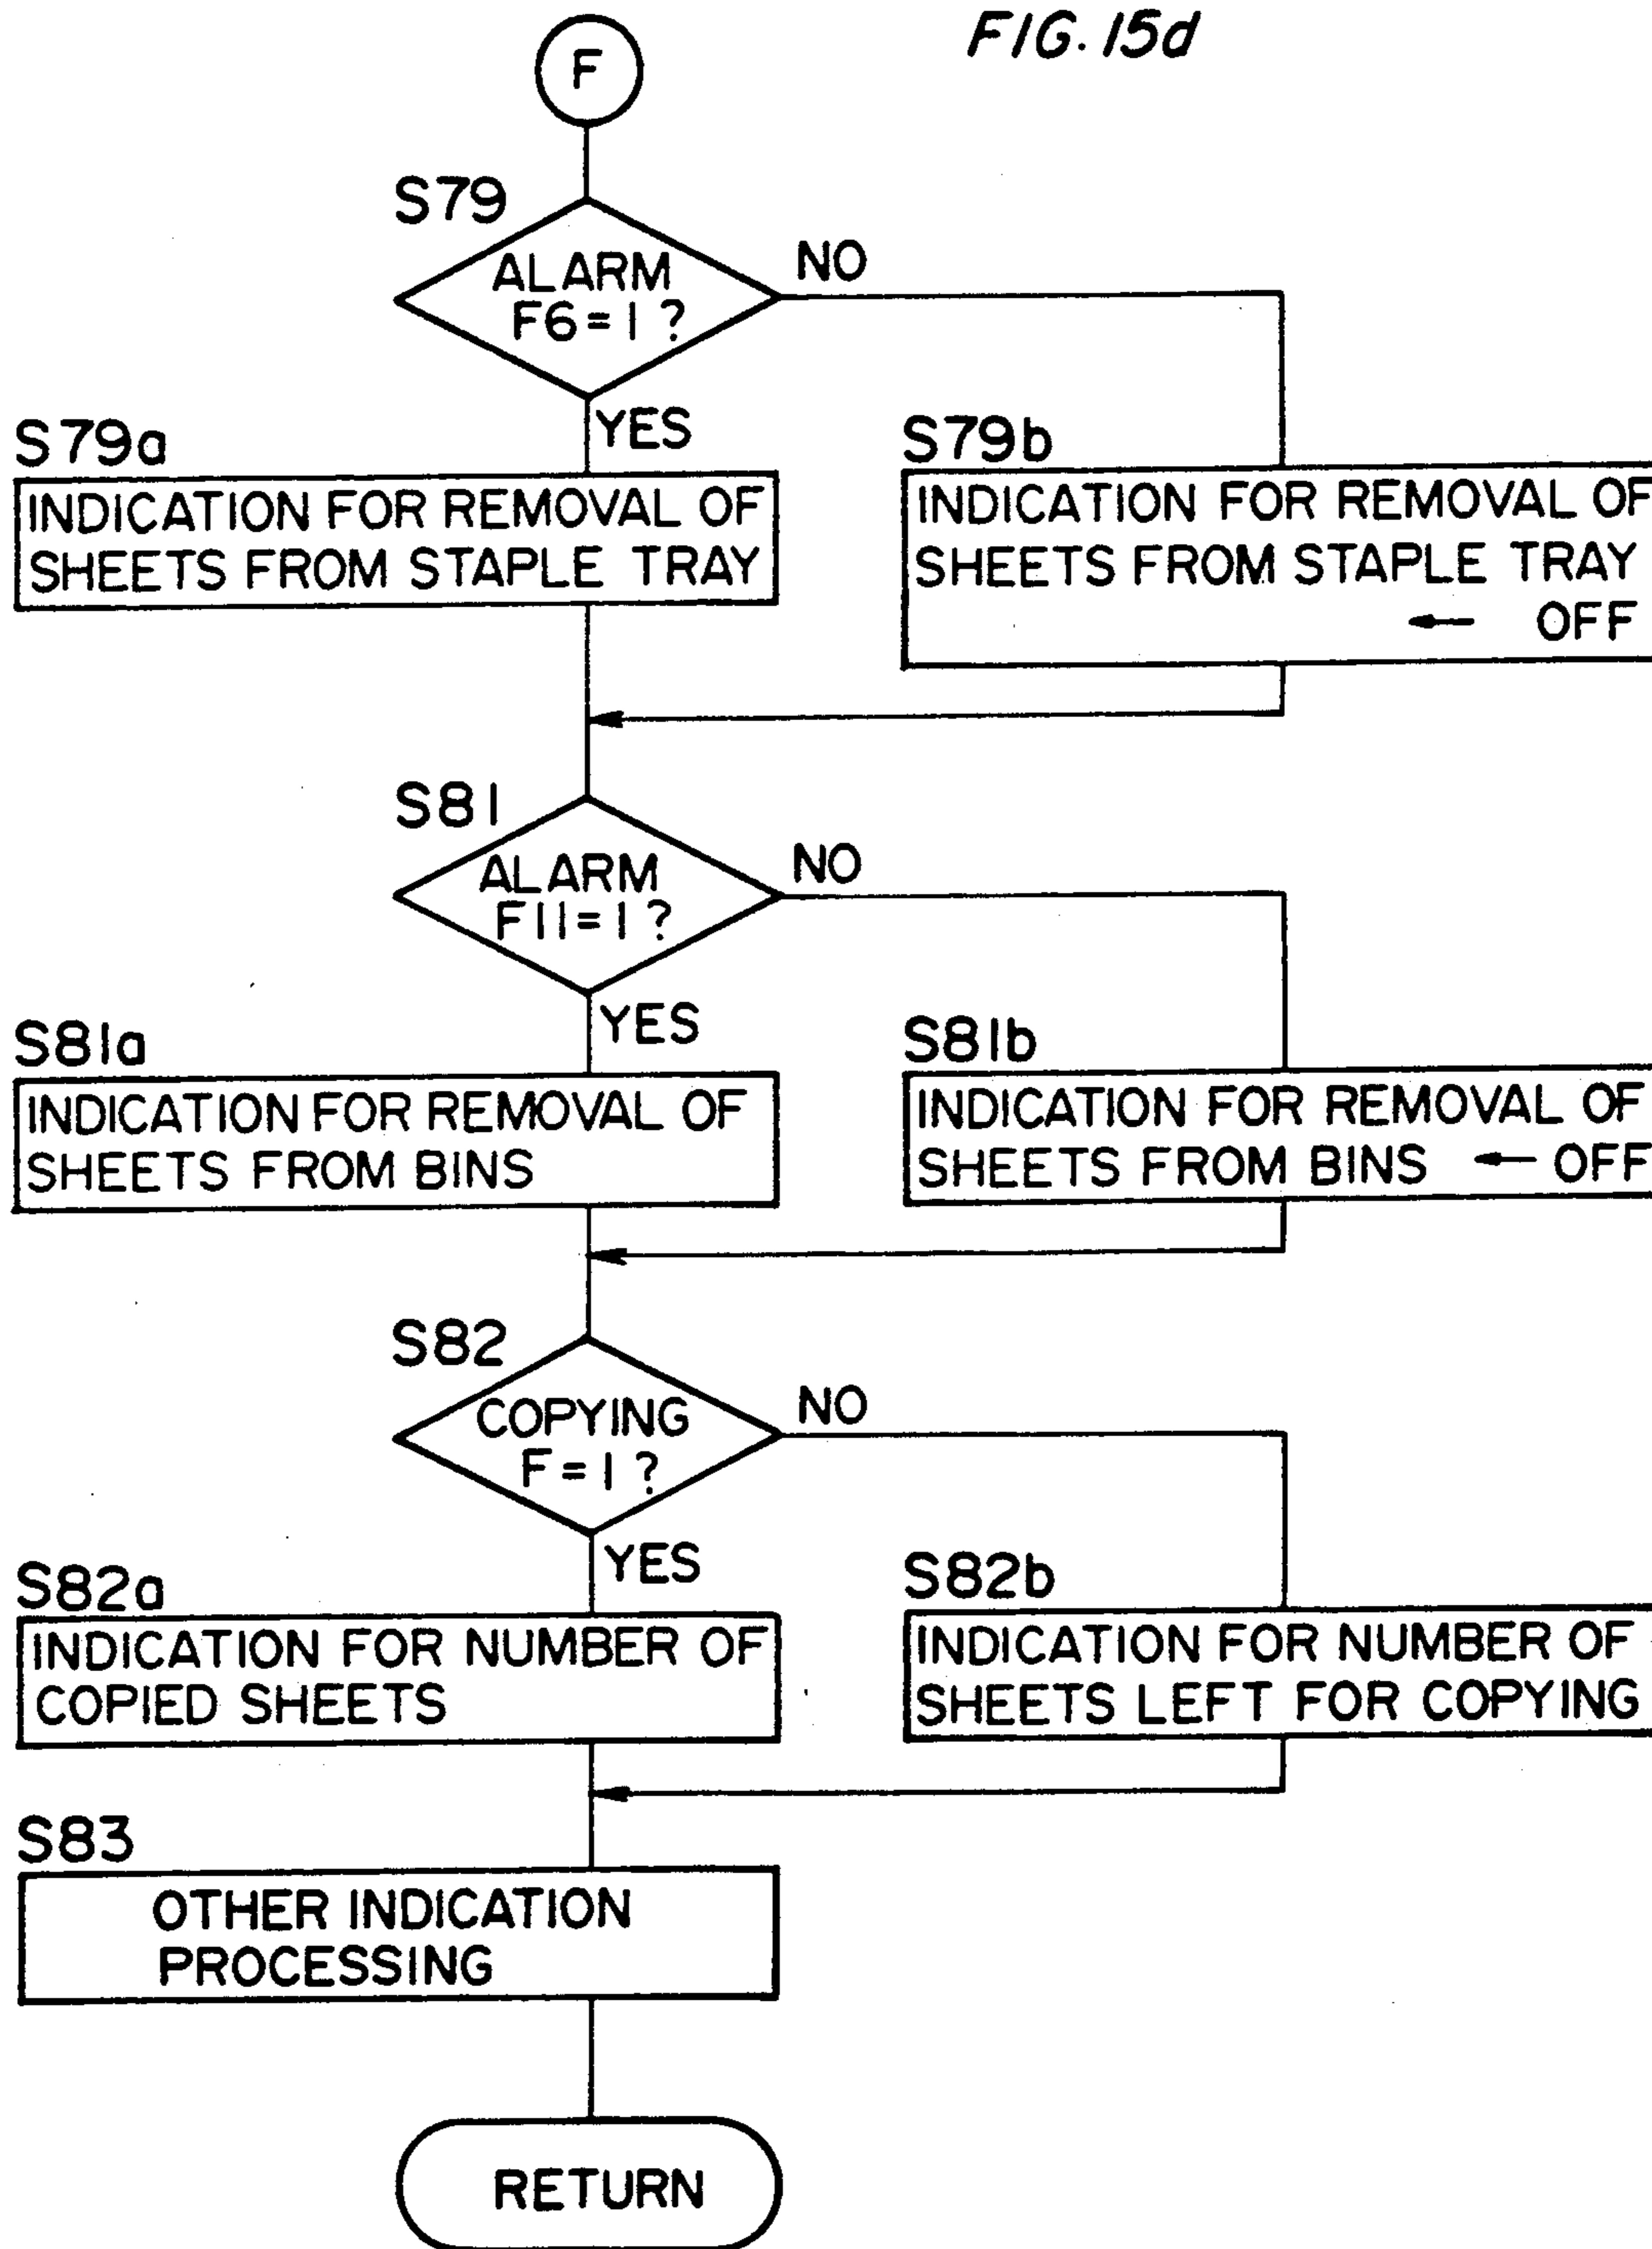 FIG. 15d
F
S79
ALARM
F6=1?
NO
YES
S79a
INDICATION FOR REMOVAL OF
SHEETS FROM STAPLE TRAY
S79b
INDICATION FOR REMOVAL OF
SHEETS FROM STAPLE TRAY
← OFF
S81
ALARM
F11=1?
NO
YES
S81a
INDICATION FOR REMOVAL OF
SHEETS FROM BINS
S81b
INDICATION FOR REMOVAL OF
SHEETS FROM BINS ← OFF
S82
COPYING
F=1?
NO
YES
S82a
INDICATION FOR NUMBER OF
COPIED SHEETS
S82b
INDICATION FOR NUMBER OF
SHEETS LEFT FOR COPYING
S83
OTHER INDICATION
PROCESSING
RETURN